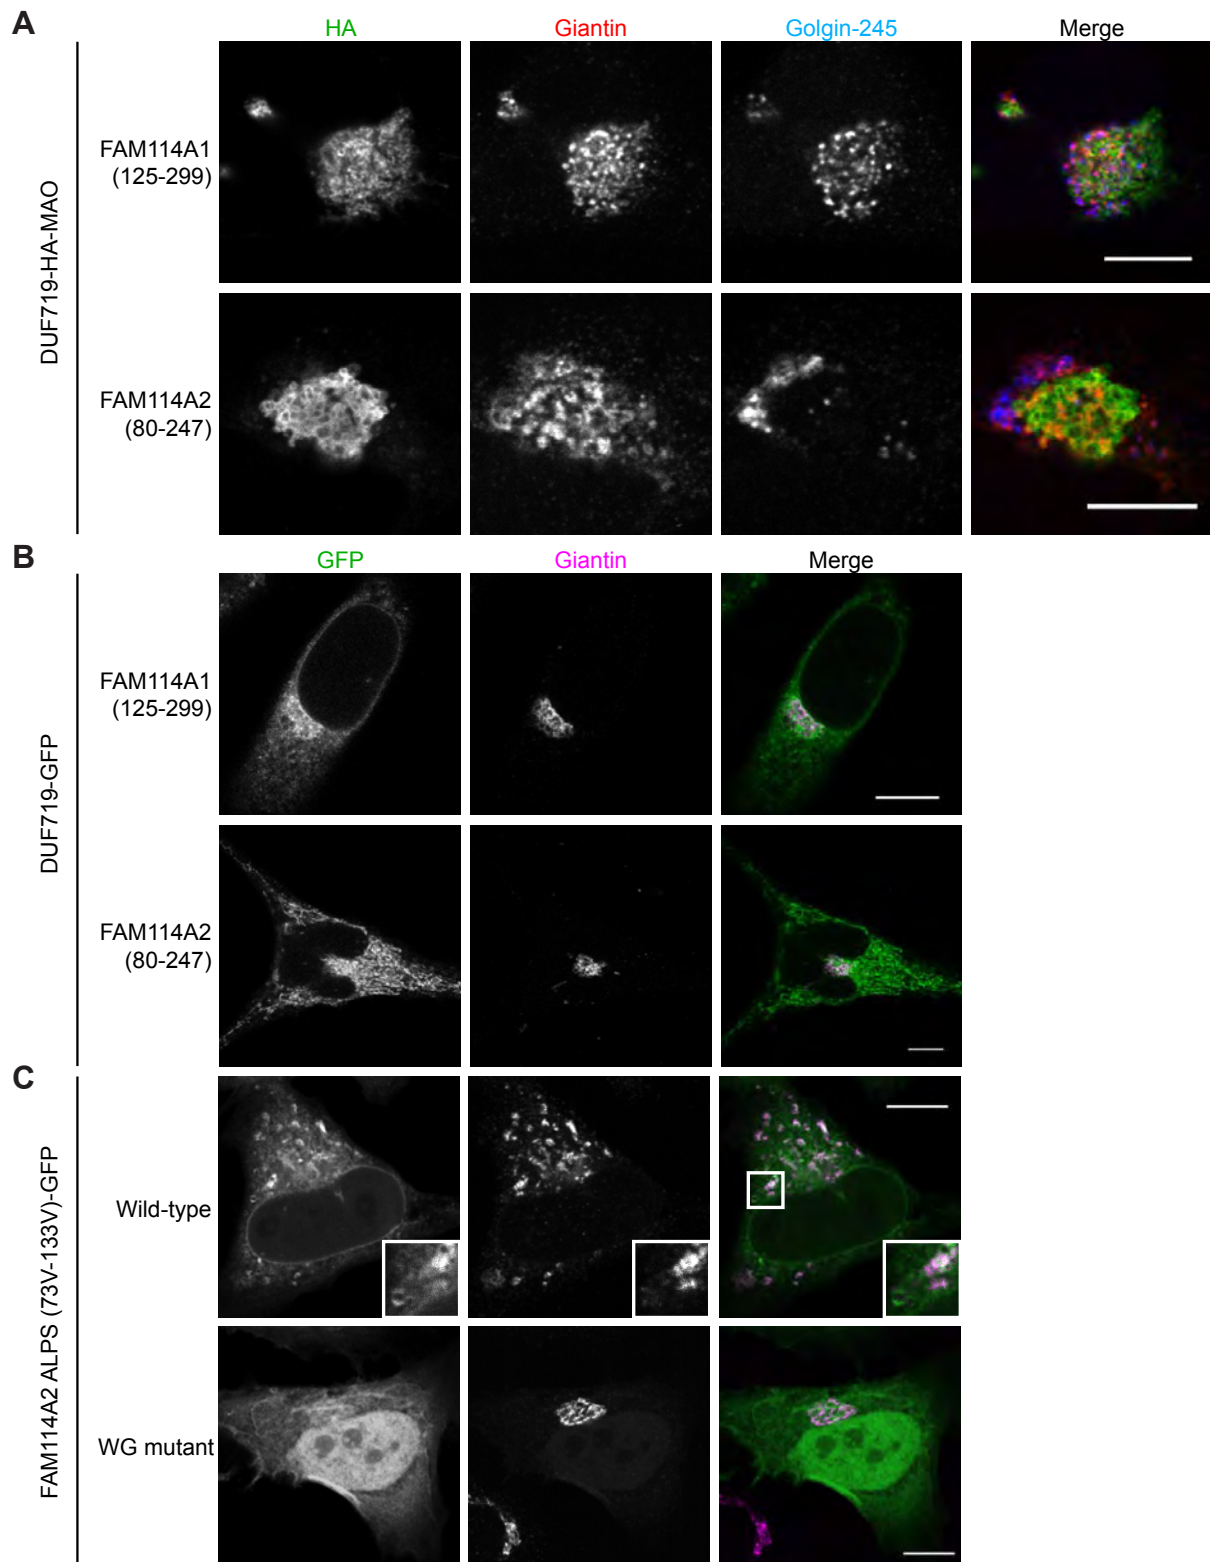 A
HA
Giantin
Golgin-245
Merge
DUF719-HA-MAO
FAM114A1
(125-299)
FAM114A2
(80-247)
B
GFP
Giantin
Merge
DUF719-GFP
FAM114A1
(125-299)
FAM114A2
(80-247)
C
FAM114A2 ALPS (73V-133V)-GFP
Wild-type
WG mutant